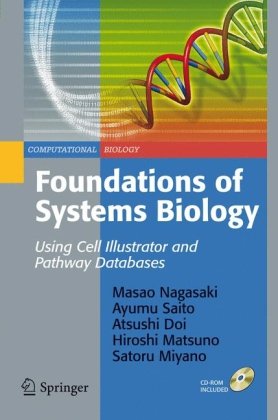 COMPUTATIONAL BIOLOGY
Foundations of
Systems Biology
Using Cell Illustrator and
Pathway Databases
Masao Nagasaki
Ayumu Saito
Atsushi Doi
Hiroshi Matsuno
Satoru Miyano
CD-ROM
INCLUDED
Springer